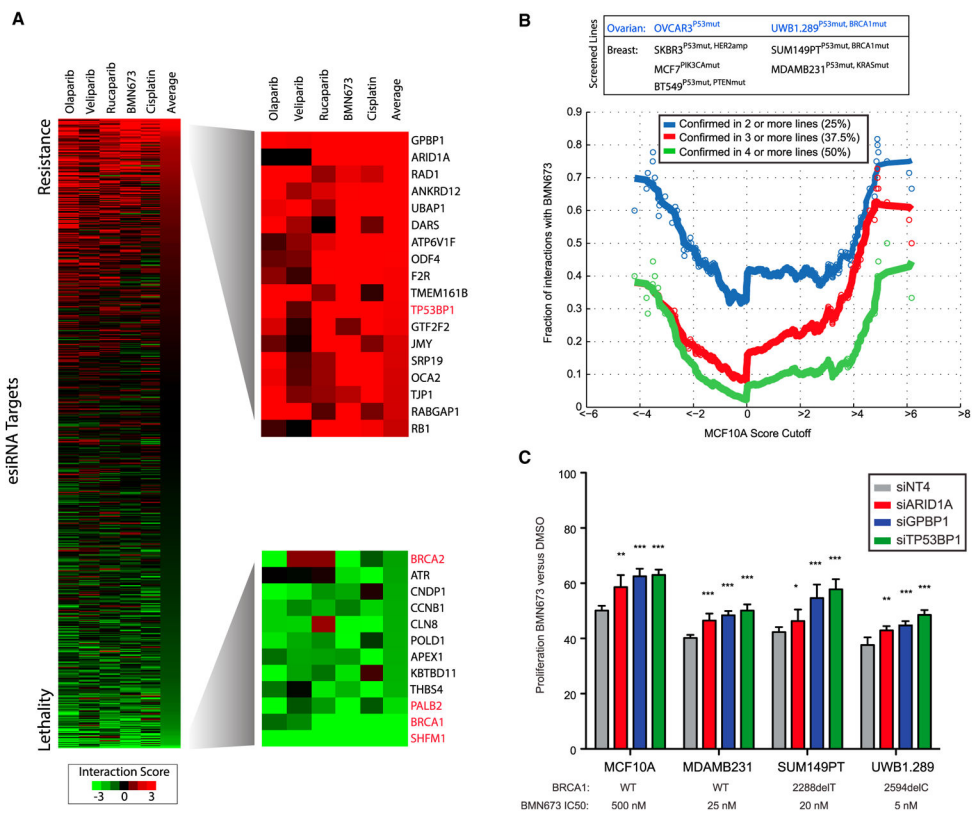 A
Olaparib
Veliparib
Rucaparib
BMN673
Cisplatin
Average
Resistance
esiRNA Targets
Lethality
Interaction Score
-3 0 3
Olaparib
Veliparib
Rucaparib
BMN673
Cisplatin
Average
GPBP1
ARID1A
RAD1
ANKRD12
UBAP1
DARS
ATP6V1F
ODF4
F2R
TMEM161B
TP53BP1
GTF2F2
JMY
SRP19
OCA2
TJP1
RABGAP1
RB1
BRCA2
ATR
CNDP1
CCNB1
CLN8
POLD1
APEX1
KBTBD11
THBS4
PALB2
BRCA1
SHFM1
B
Screened Lines
Ovarian: OVCAR3P53mut UWB1.289P53mut, BRCA1mut
Breast: SKBR3P53mut, HER2amp SUM149PTP53mut, BRCA1mut
MCF7PIK3CAmut MDAMB231P53mut, KRASmut
BT549P53mut, PTENmut
Confirmed in 2 or more lines (25%)
Confirmed in 3 or more lines (37.5%)
Confirmed in 4 or more lines (50%)
Fraction of interactions with BMN673
0.9
0.8
0.7
0.6
0.5
0.4
0.3
0.2
0.1
0
<-6 <-4 <-2 0 >2 >4 >6 >8
MCF10A Score Cutoff
C
Proliferation BMN673 versus DMSO
100
80
60
40
20
0
siNT4
siARID1A
siGPBP1
siTP53BP1
** *** *** *** *** *** * *** *** ** *** ***
MCF10A MDAMB231 SUM149PT UWB1.289
BRCA1: WT WT 2288delT 2594delC
BMN673 IC50: 500 nM 25 nM 20 nM 5 nM